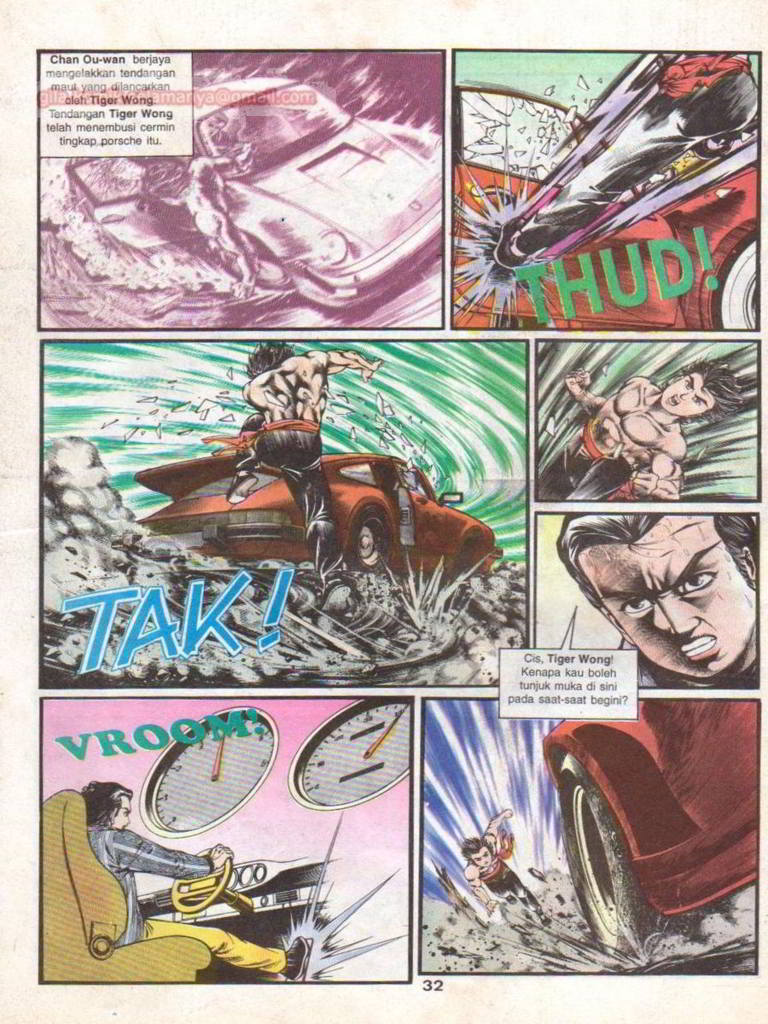 Chan Ou-wan berjaya
mengelakkan tendangan
maut yang dilancarkan
oleh Tiger Wong.
Tendangan Tiger Wong
telah menembusi cermin
tingkap porsche itu.
THUD!
TAK!
Cis, Tiger Wong!
Kenapa kau boleh
tunjuk muka di sini
pada saat-saat begini?
VROOM!
32